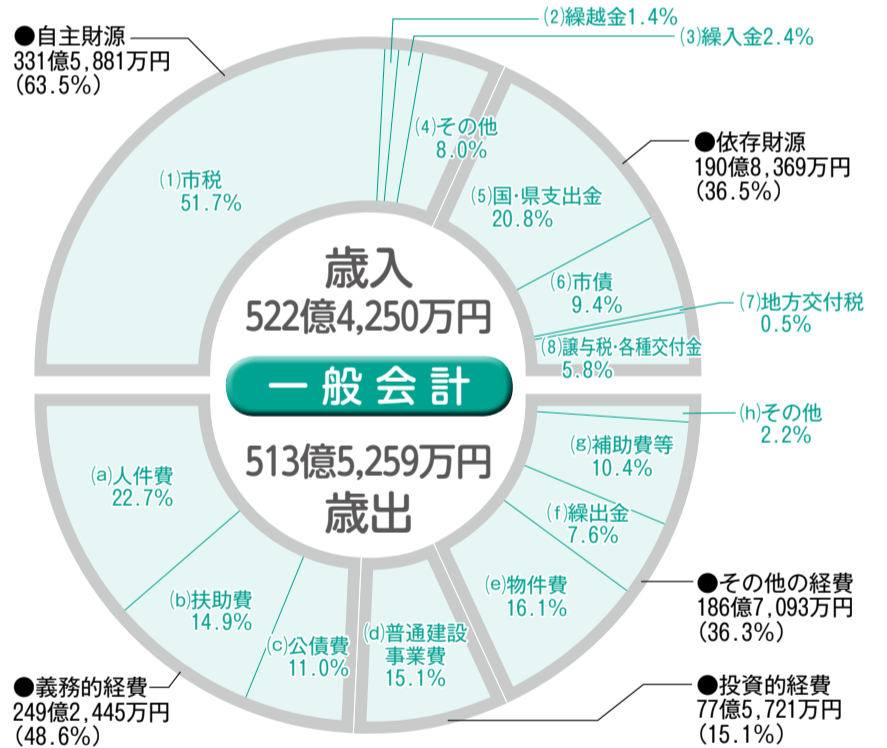 ●自主財源
331億5,881万円
(63.5%)
(1)市税
51.7%
(2)繰越金1.4%
(3)繰入金2.4%
(4)その他
8.0%
●依存財源
190億8,369万円
(36.5%)
(5)国・県支出金
20.8%
(6)市債
9.4%
(7)地方交付税
0.5%
(8)譲与税・各種交付金
5.8%
歳入
522億4,250万円
一般会計
513億5,259万円
歳出
(a)人件費
22.7%
(b)扶助費
14.9%
(c)公債費
11.0%
(d)普通建設
事業費
15.1%
(e)物件費
16.1%
(f)繰出金
7.6%
(g)補助費等
10.4%
(h)その他
2.2%
●その他の経費
186億7,093万円
(36.3%)
●投資的経費
77億5,721万円
(15.1%)
●義務的経費
249億2,445万円
(48.6%)